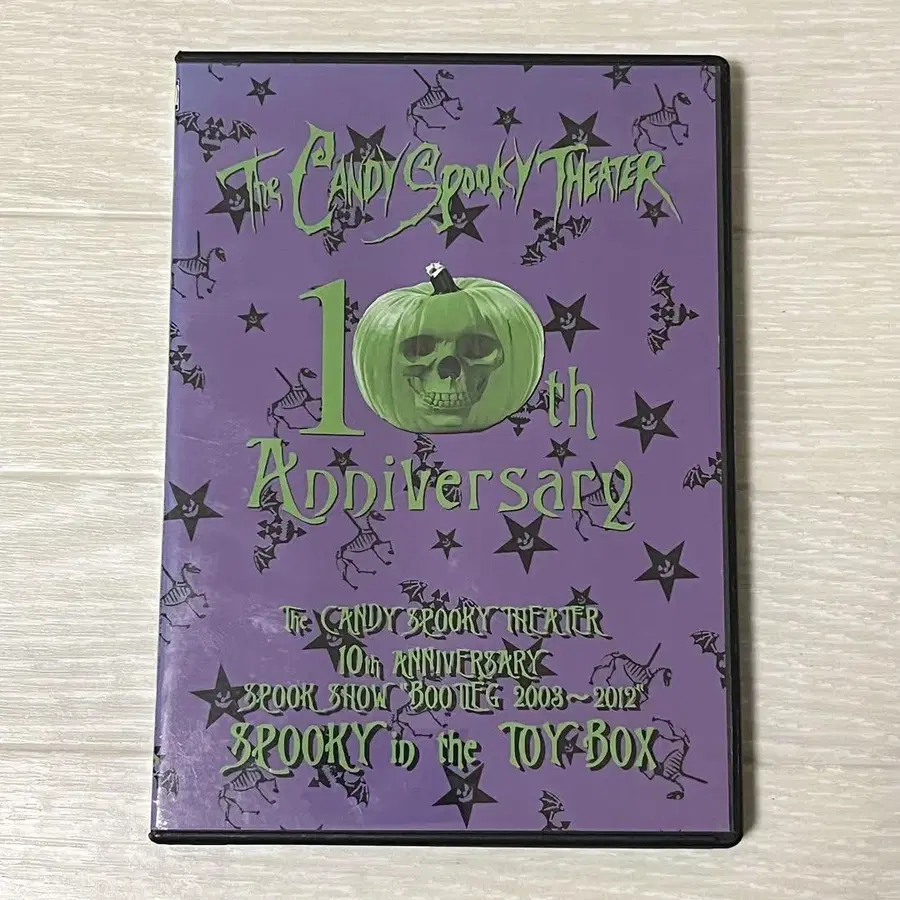 The CANDY SPOOKY THEATER
10th
Anniversary
The CANDY SPOOKY THEATER
10th ANNIVERSARY
SPOOK SHOW "BOOTLEG 2003～2012"
SPOOKY in the TOY BOX